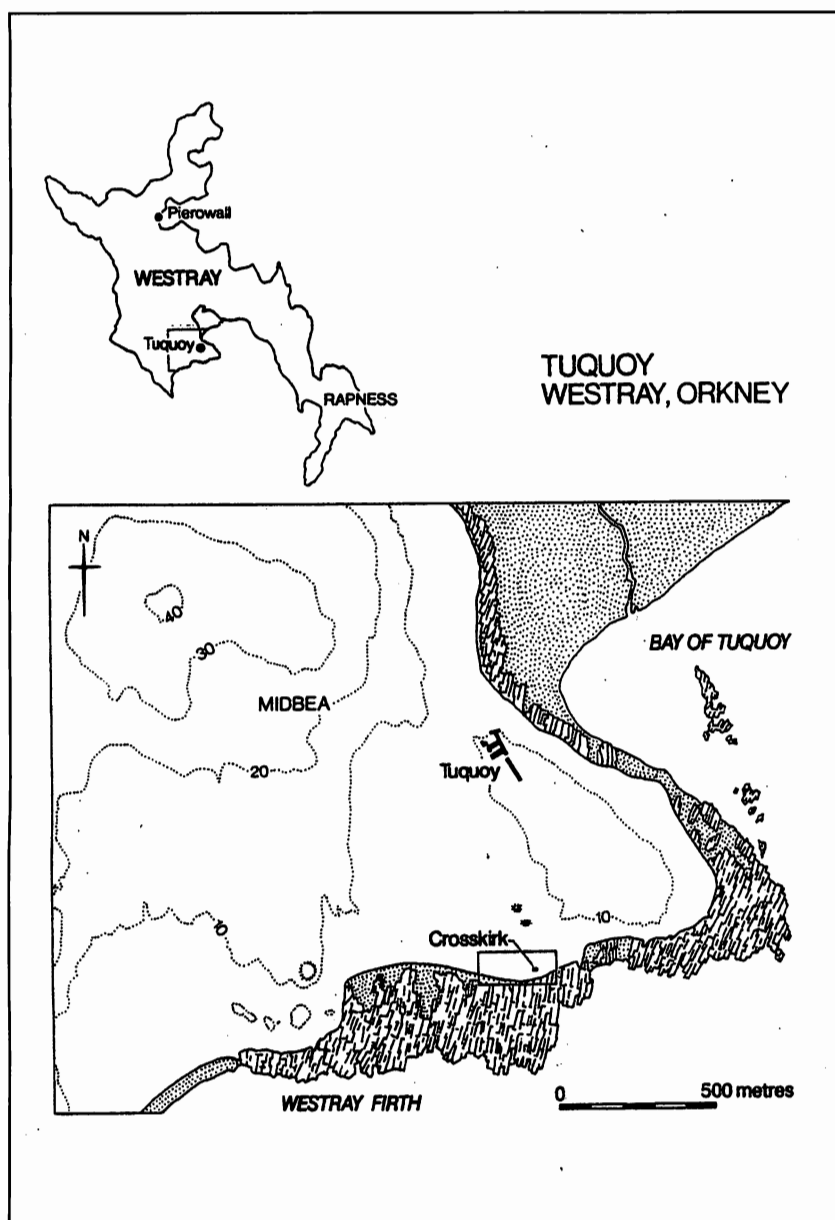 Pierowall
WESTRAY
Tuquoy
RAPNESS
TUQUOY
WESTRAY, ORKNEY
N
40
30
BAY OF TUQUOY
MIDBEA
20
Tuquoy
10
10
Crosskirk
0 500 metres
WESTRAY FIRTH